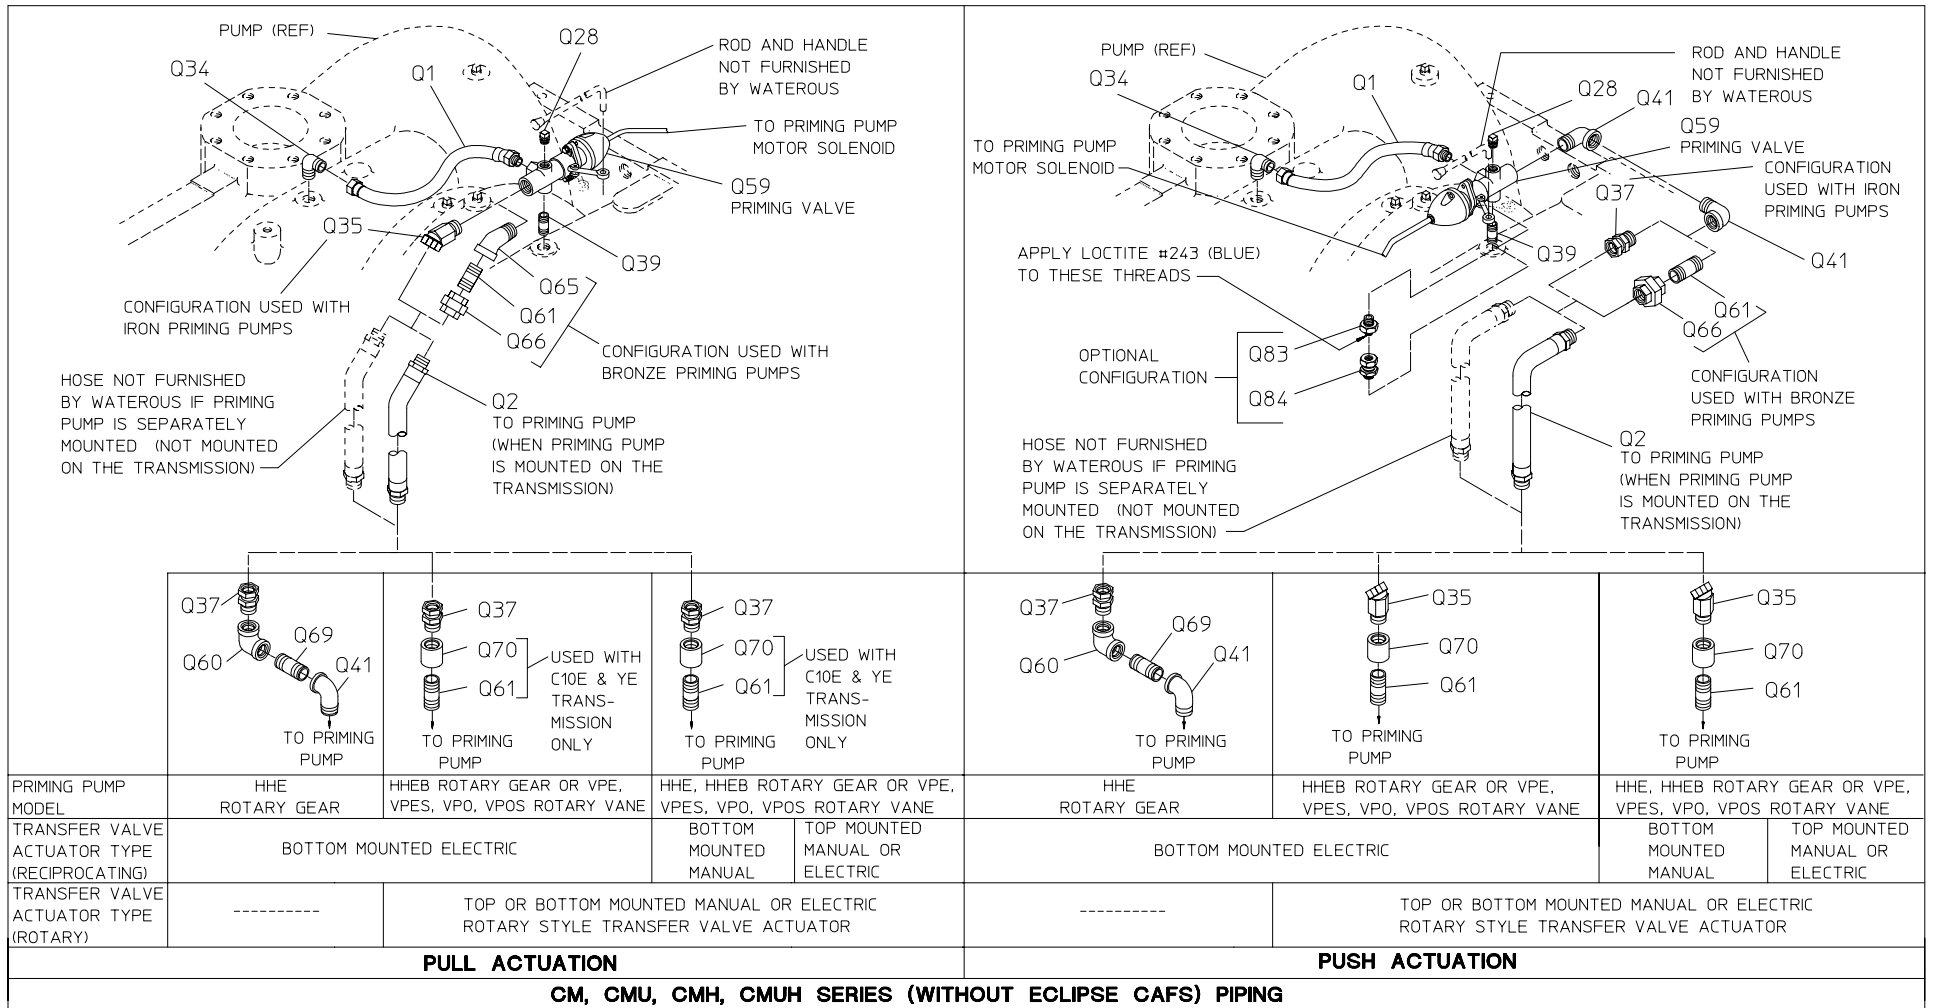 PUMP (REF)
Q28
ROD AND HANDLE
NOT FURNISHED
BY WATEROUS
Q34
Q1
TO PRIMING PUMP
MOTOR SOLENOID
Q59
PRIMING VALVE
Q35
Q39
Q65
Q61
Q66
CONFIGURATION USED WITH
IRON PRIMING PUMPS
CONFIGURATION USED WITH
BRONZE PRIMING PUMPS
HOSE NOT FURNISHED
BY WATEROUS IF PRIMING
PUMP IS SEPARATELY
MOUNTED (NOT MOUNTED
ON THE TRANSMISSION)
Q2
TO PRIMING PUMP
(WHEN PRIMING PUMP
IS MOUNTED ON THE
TRANSMISSION)
PUMP (REF)
ROD AND HANDLE
NOT FURNISHED
BY WATEROUS
Q34
Q1
Q28
Q41
Q59
PRIMING VALVE
TO PRIMING PUMP
MOTOR SOLENOID
CONFIGURATION
USED WITH IRON
PRIMING PUMPS
Q37
Q39
Q41
APPLY LOCTITE #243 (BLUE)
TO THESE THREADS
Q61
Q66
OPTIONAL
CONFIGURATION
Q83
Q84
CONFIGURATION
USED WITH BRONZE
PRIMING PUMPS
HOSE NOT FURNISHED
BY WATEROUS IF PRIMING
PUMP IS SEPARATELY
MOUNTED (NOT MOUNTED
ON THE TRANSMISSION)
Q2
TO PRIMING PUMP
(WHEN PRIMING PUMP
IS MOUNTED ON THE
TRANSMISSION)
Q37
Q69
Q60
Q41
TO PRIMING
PUMP
Q37
Q70
Q61
USED WITH
C10E & YE
TRANS-
MISSION
ONLY
TO PRIMING
PUMP
Q37
Q70
Q61
USED WITH
C10E & YE
TRANS-
MISSION
ONLY
TO PRIMING
PUMP
Q37
Q69
Q60
Q41
TO PRIMING
PUMP
Q35
Q70
Q61
TO PRIMING
PUMP
Q35
Q70
Q61
TO PRIMING
PUMP
PRIMING PUMP
MODEL
HHE
ROTARY GEAR
HHEB ROTARY GEAR OR VPE,
VPES, VPO, VPOS ROTARY VANE
HHE, HHEB ROTARY GEAR OR VPE,
VPES, VPO, VPOS ROTARY VANE
HHE
ROTARY GEAR
HHEB ROTARY GEAR OR VPE,
VPES, VPO, VPOS ROTARY VANE
HHE, HHEB ROTARY GEAR OR VPE,
VPES, VPO, VPOS ROTARY VANE
TRANSFER VALVE
ACTUATOR TYPE
(RECIPROCATING)
BOTTOM MOUNTED ELECTRIC
BOTTOM
MOUNTED
MANUAL
TOP MOUNTED
MANUAL OR
ELECTRIC
BOTTOM MOUNTED ELECTRIC
BOTTOM
MOUNTED
MANUAL
TOP MOUNTED
MANUAL OR
ELECTRIC
TRANSFER VALVE
ACTUATOR TYPE
(ROTARY)
----------
TOP OR BOTTOM MOUNTED MANUAL OR ELECTRIC
ROTARY STYLE TRANSFER VALVE ACTUATOR
----------
TOP OR BOTTOM MOUNTED MANUAL OR ELECTRIC
ROTARY STYLE TRANSFER VALVE ACTUATOR
PULL ACTUATION
PUSH ACTUATION
CM, CMU, CMH, CMUH SERIES (WITHOUT ECLIPSE CAFS) PIPING